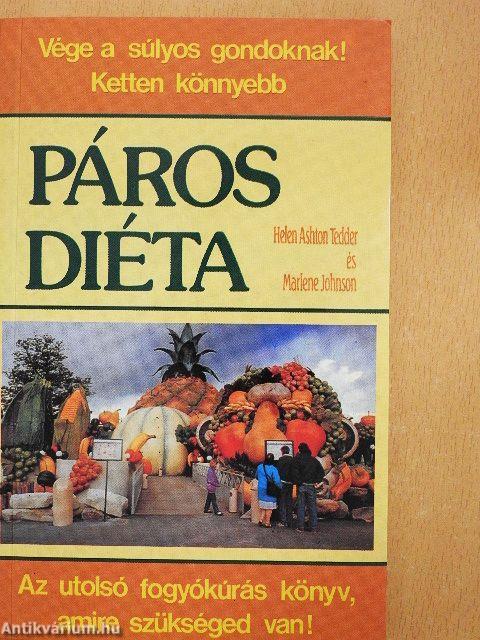 Vége a súlyos gondoknak!
Ketten könnyebb
PÁROS
DIÉTA
Helen Ashton Tedder
és
Marlene Johnson
Az utolsó fogyókúrás könyv,
amire szükséged van!
Antikvárium.hu